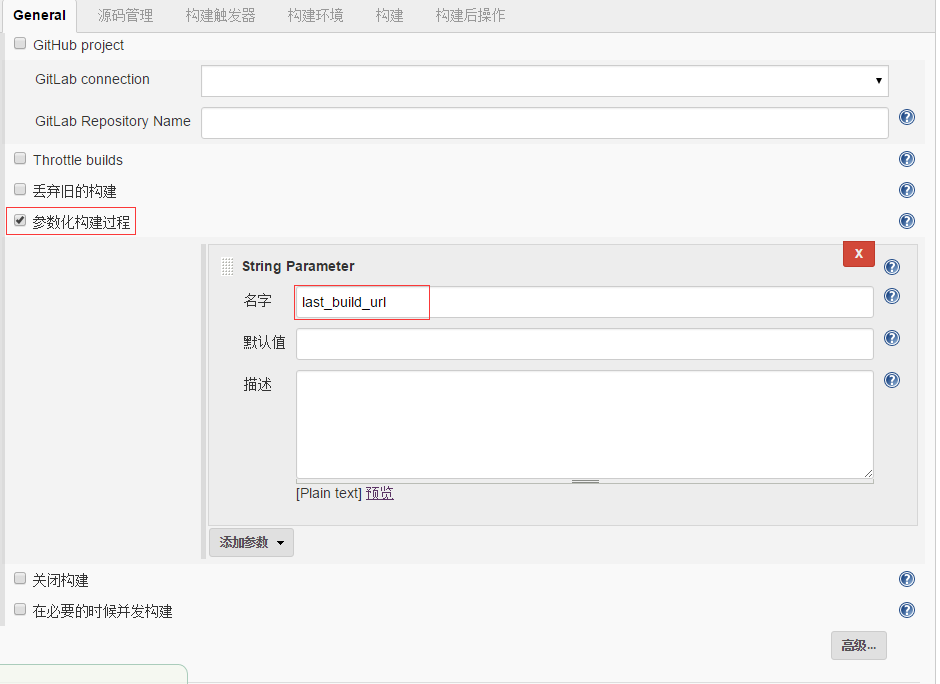 General 源码管理 构建触发器 构建环境 构建 构建后操作
GitHub project
GitLab connection
GitLab Repository Name
Throttle builds
丢弃旧的构建
参数化构建过程
X
String Parameter
名字 last_build_url
默认值
描述
[Plain text] 预览
添加参数
关闭构建
在必要的时候并发构建
高级...